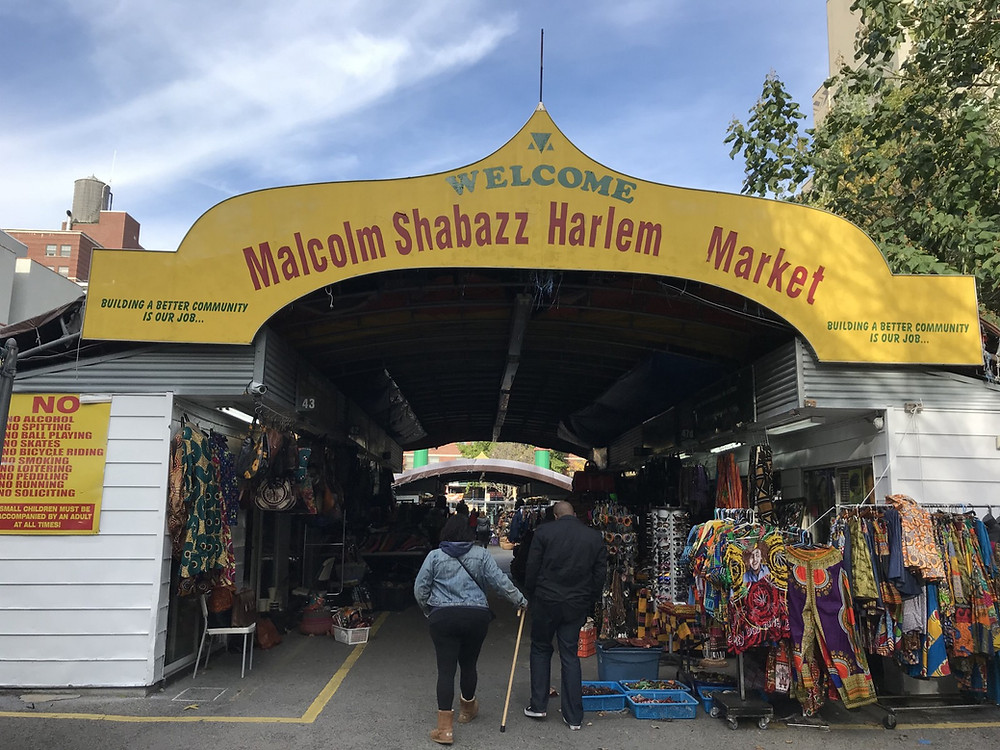 WELCOME
Malcolm Shabazz Harlem Market
BUILDING A BETTER COMMUNITY
IS OUR JOB...
BUILDING A BETTER COMMUNITY
IS OUR JOB...
43
NO
NO ALCOHOL
NO SPITTING
NO BALL PLAYING
NO SKATES
NO BICYCLE RIDING
NO SMOKING
NO LOITERING
NO PEDDLING
NO RUNNING
NO SOLICITING
SMALL CHILDREN MUST BE
ACCOMPANIED BY AN ADULT
AT ALL TIMES!